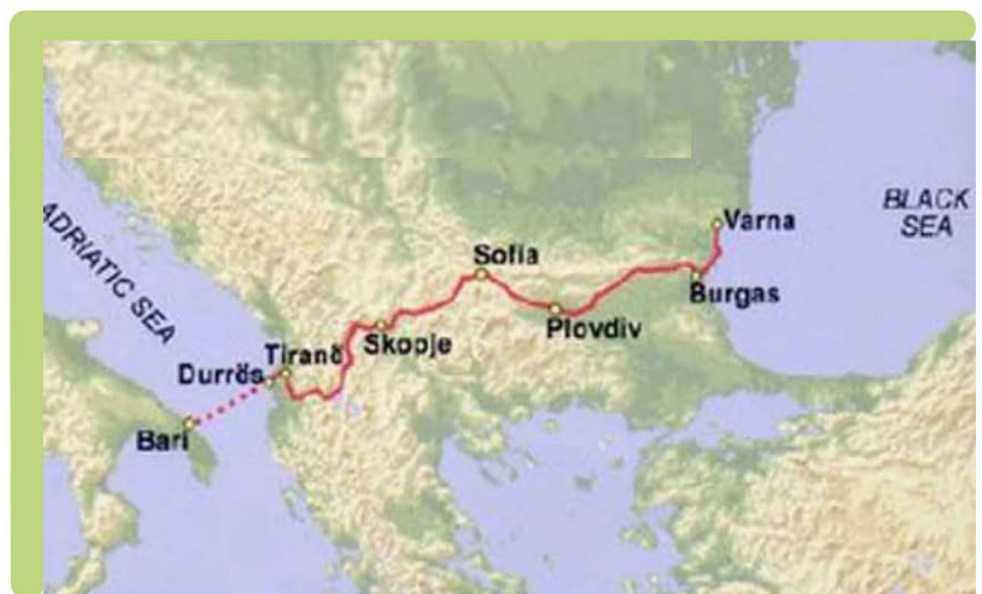 BLACK
SEA
Varna
ADRIATIC SEA
Sofia
Burgas
Plovdiv
Skopje
Tiranë
Durrës
Bari